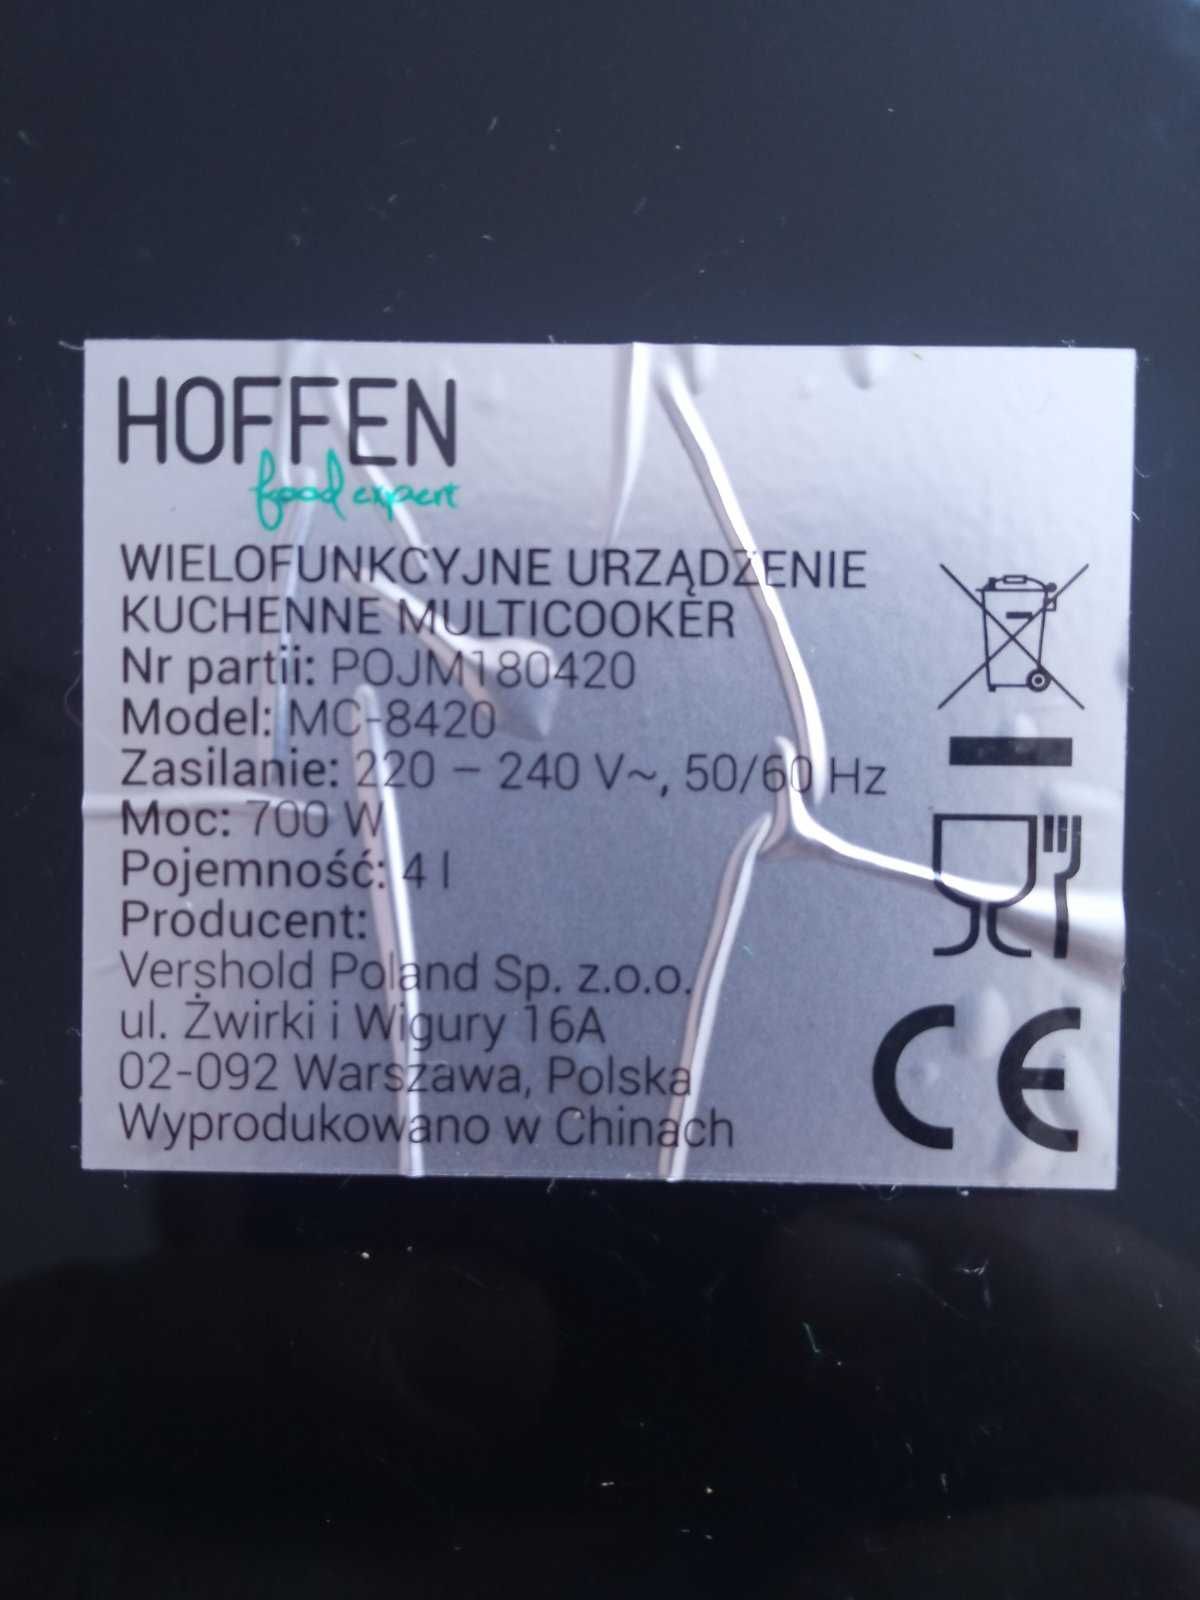 HOFFEN
food expert
WIELOFUNKCYJNE URZĄDZENIE
KUCHENNE MULTICOOKER
Nr partii: POJM180420
Model: MC-8420
Zasilanie: 220 – 240 V~, 50/60 Hz
Moc: 700 W
Pojemność: 4 l
Producent:
Vershold Poland Sp. z.o.o.
ul. Żwirki i Wigury 16A
02-092 Warszawa, Polska
Wyprodukowano w Chinach
CE